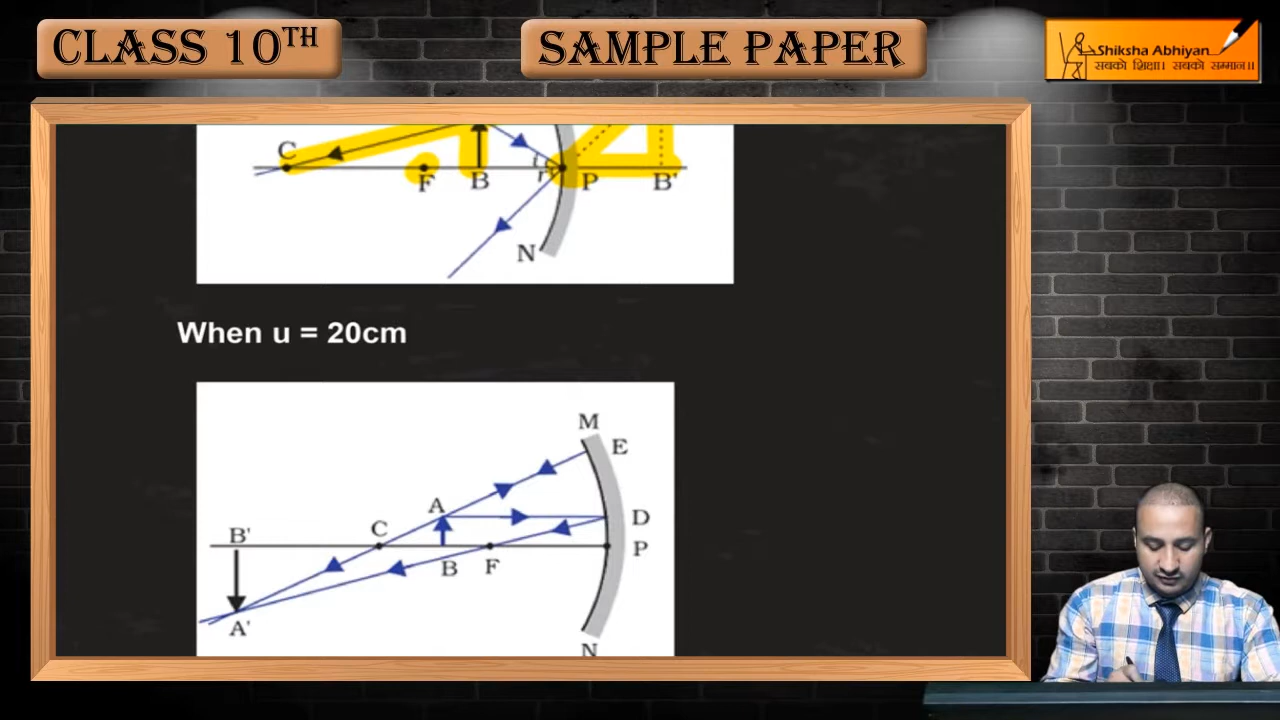 CLASS 10TH
SAMPLE PAPER
Shiksha Abhiyan
सबको शिक्षा। सबको सम्मान।।
C
F
B
i
r
P
B'
N
When u = 20cm
M
E
A
D
C
B'
P
B
F
A'
N